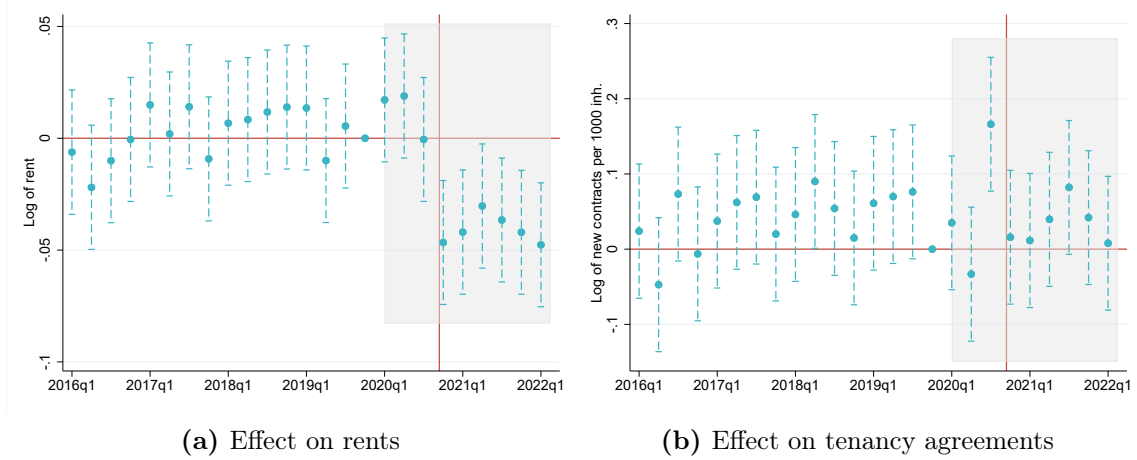 .05
0
-.05
-.1
Log of rent
2016q1 2017q1 2018q1 2019q1 2020q1 2021q1 2022q1
(a) Effect on rents
.3
.2
.1
0
-.1
Log of new contracts per 1000 inh.
2016q1 2017q1 2018q1 2019q1 2020q1 2021q1 2022q1
(b) Effect on tenancy agreements